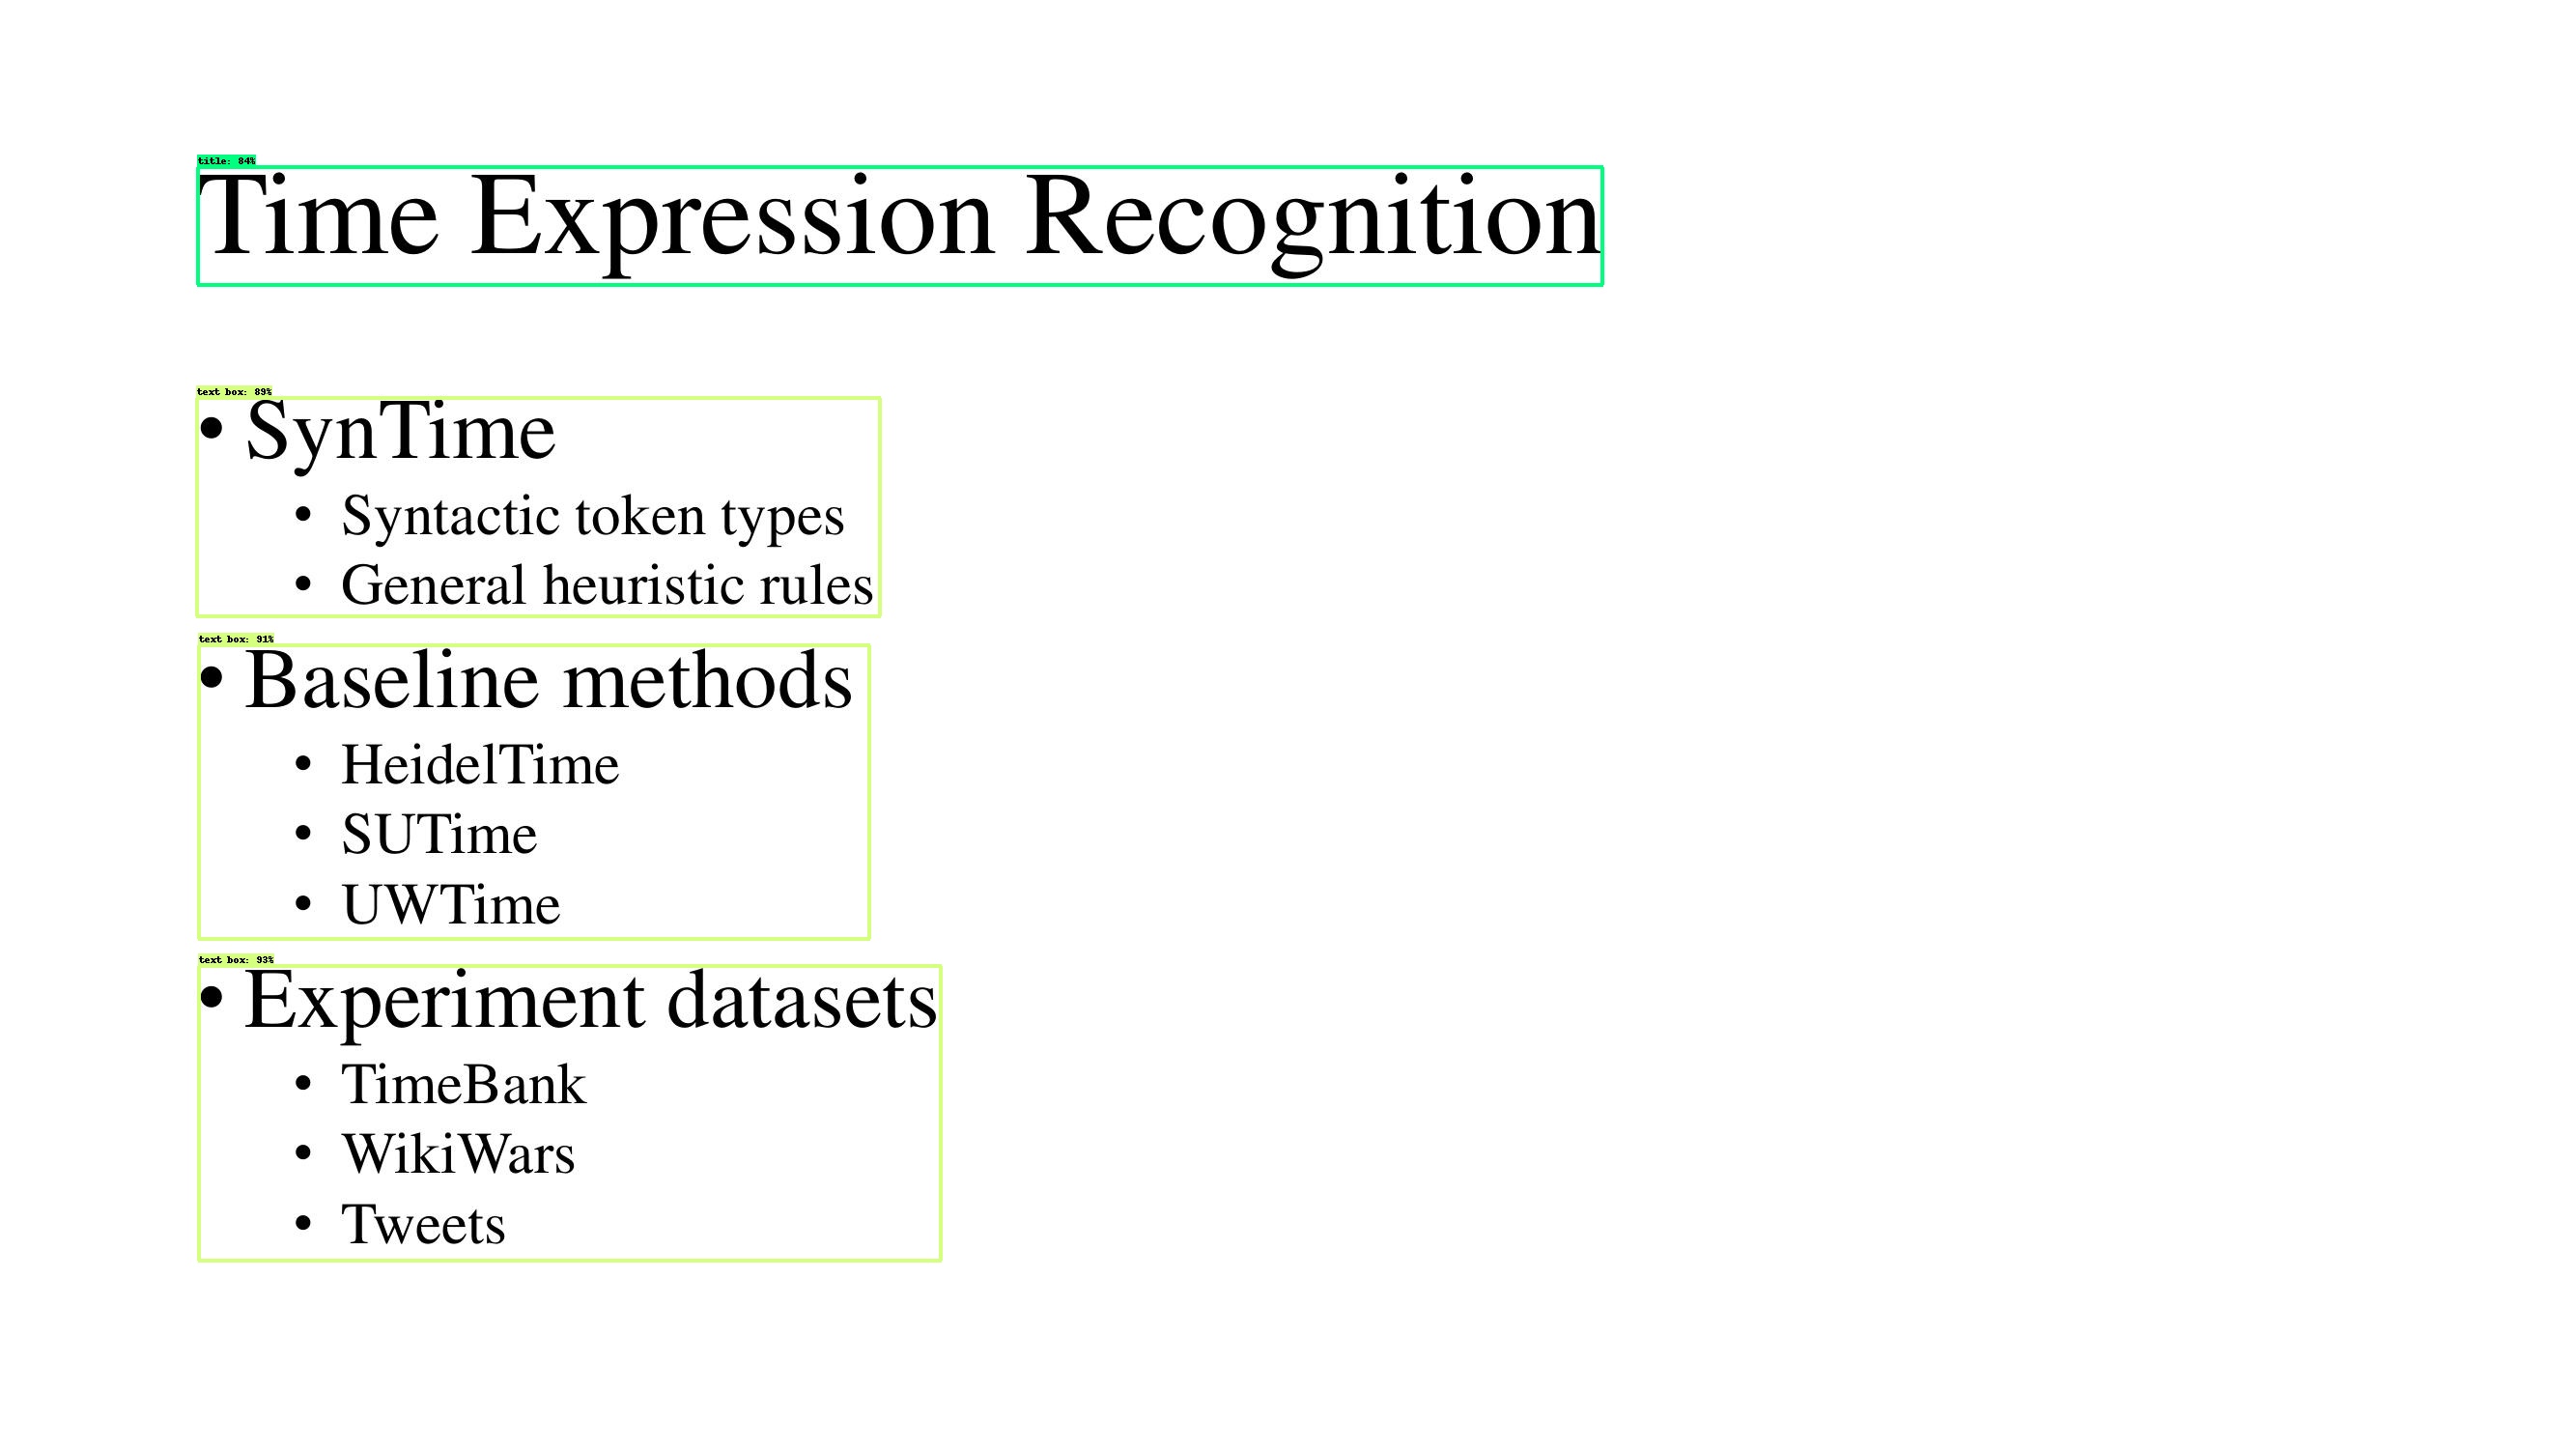 title: 84%
Time Expression Recognition
text box: 89%
• SynTime
• Syntactic token types
• General heuristic rules
text box: 91%
• Baseline methods
• HeidelTime
• SUTime
• UWTime
text box: 93%
• Experiment datasets
• TimeBank
• WikiWars
• Tweets